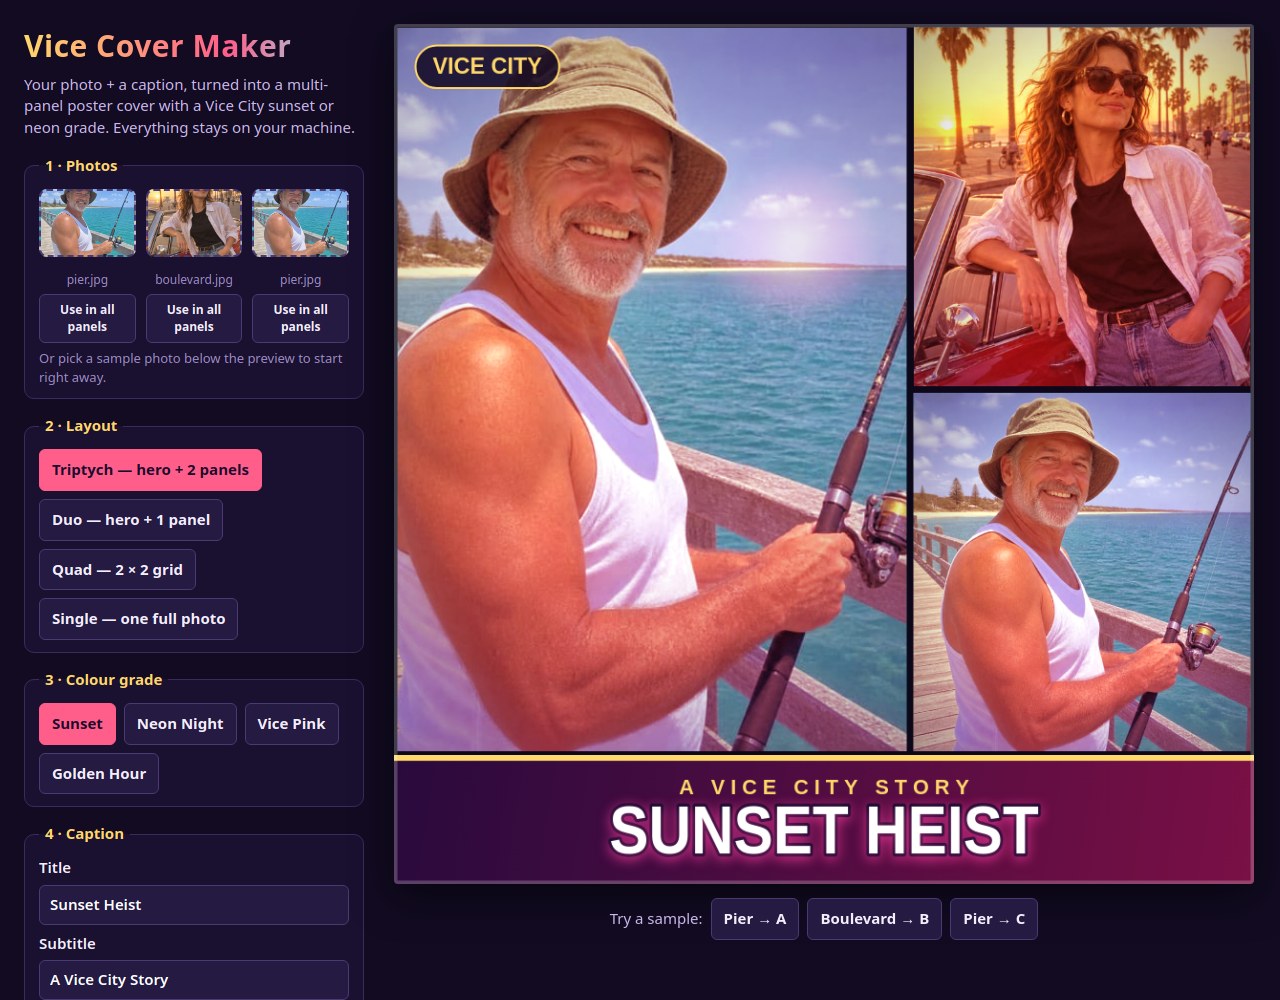 Vice Cover Maker
Your photo + a caption, turned into a multi-
panel poster cover with a Vice City sunset or
neon grade. Everything stays on your machine.
1 · Photos
pier.jpg
boulevard.jpg
pier.jpg
Use in all
panels
Use in all
panels
Use in all
panels
Or pick a sample photo below the preview to start
right away.
2 · Layout
Triptych — hero + 2 panels
Duo — hero + 1 panel
Quad — 2 × 2 grid
Single — one full photo
3 · Colour grade
Sunset
Neon Night
Vice Pink
Golden Hour
4 · Caption
Title
Sunset Heist
Subtitle
A Vice City Story
VICE CITY
A VICE CITY STORY
SUNSET HEIST
Try a sample:
Pier → A
Boulevard → B
Pier → C